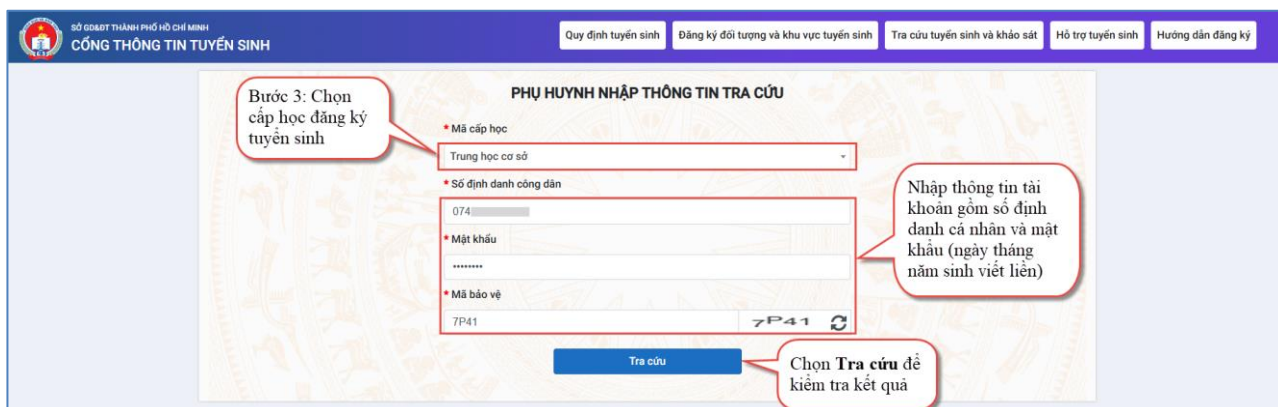 SỞ GD&ĐT THÀNH PHỐ HỒ CHÍ MINH
CỔNG THÔNG TIN TUYỂN SINH
Quy định tuyển sinh
Đăng ký đối tượng và khu vực tuyển sinh
Tra cứu tuyển sinh và khảo sát
Hỗ trợ tuyển sinh
Hướng dẫn đăng ký
PHỤ HUYNH NHẬP THÔNG TIN TRA CỨU
Bước 3: Chọn
cấp học đăng ký
tuyển sinh
* Mã cấp học
Trung học cơ sở
* Số định danh công dân
074
* Mật khẩu
••••••••
* Mã bảo vệ
7P41
7P41
Nhập thông tin tài
khoản gồm số định
danh cá nhân và mật
khẩu (ngày tháng
năm sinh viết liền)
Tra cứu
Chọn Tra cứu để
kiểm tra kết quả